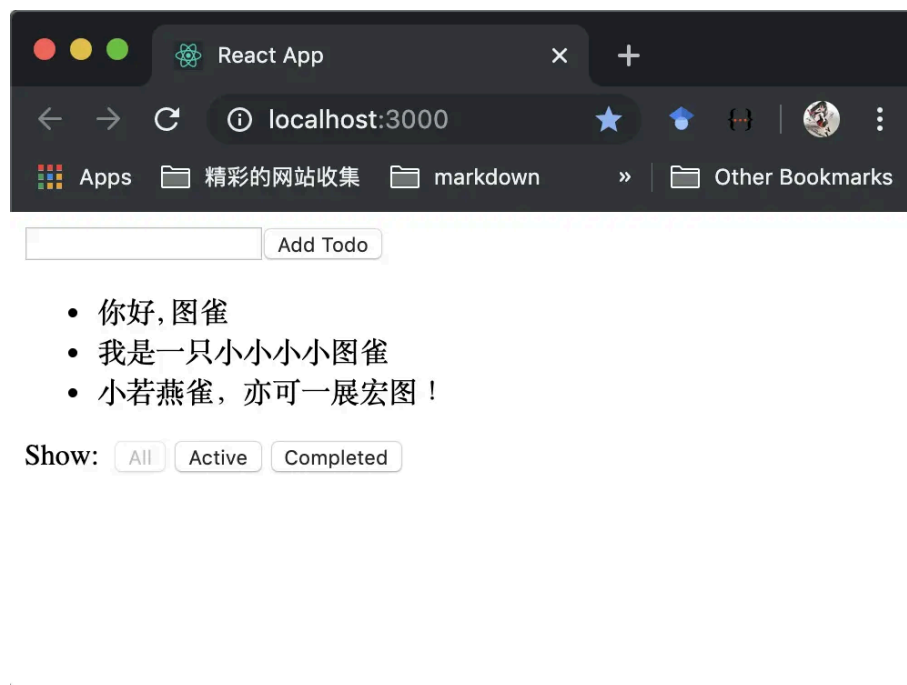 React App
localhost:3000
Apps 精彩的网站收集 markdown » Other Bookmarks
Add Todo
• 你好,图雀
• 我是一只小小小小图雀
• 小若燕雀，亦可一展宏图！
Show: All Active Completed